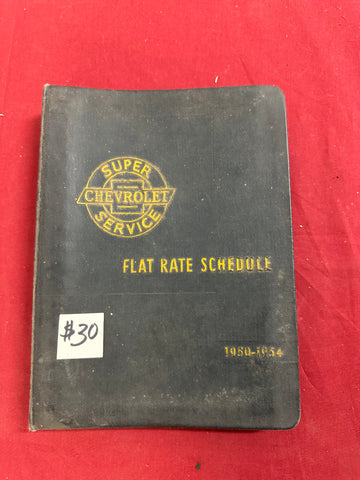 SUPER
CHEVROLET
SERVICE
FLAT RATE SCHEDULE
$30
1950-1954